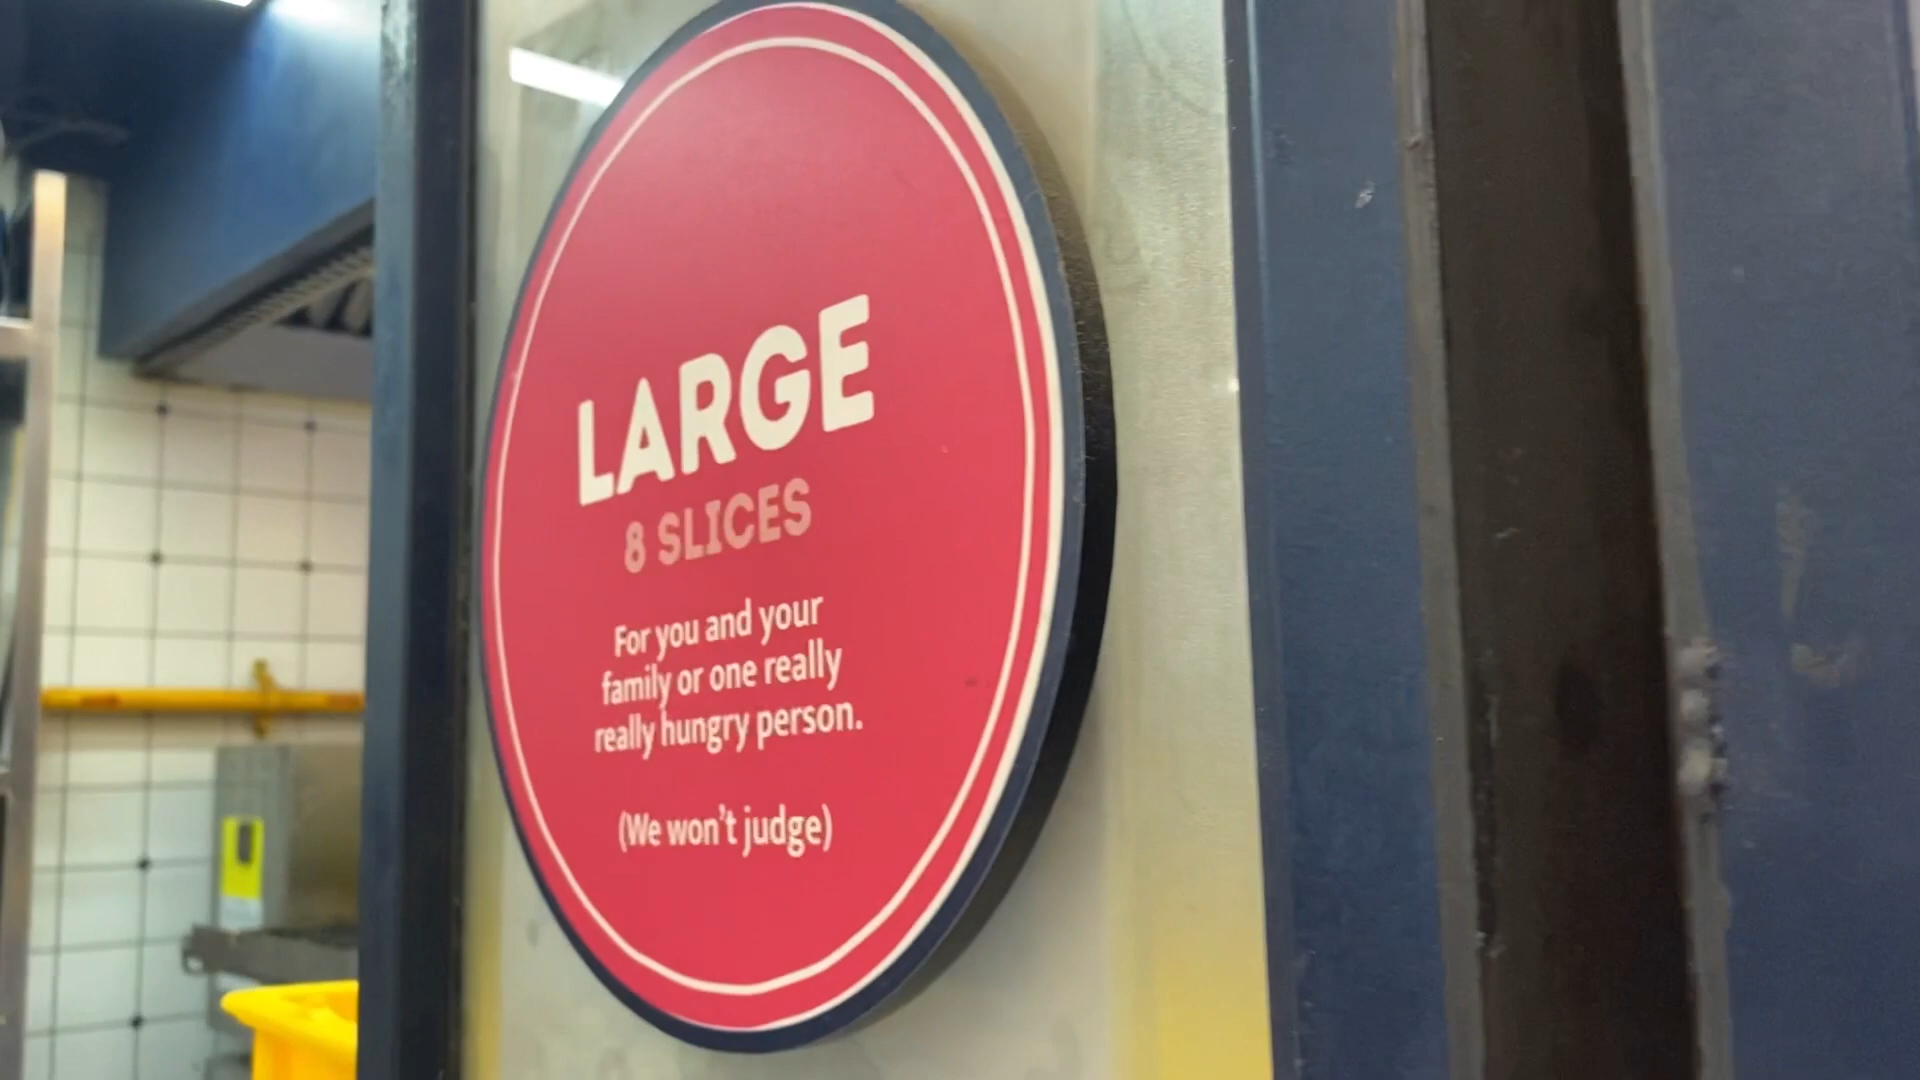 LARGE
8 SLICES
For you and your
family or one really
really hungry person.
(We won't judge)